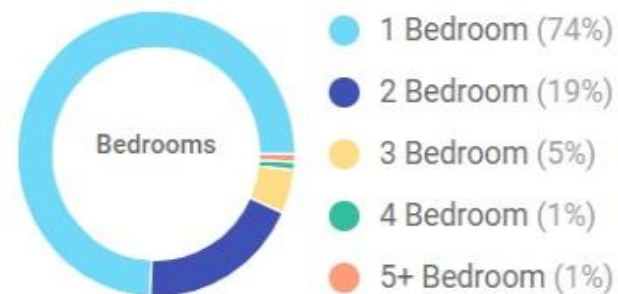 Bedrooms
1 Bedroom (74%)
2 Bedroom (19%)
3 Bedroom (5%)
4 Bedroom (1%)
5+ Bedroom (1%)